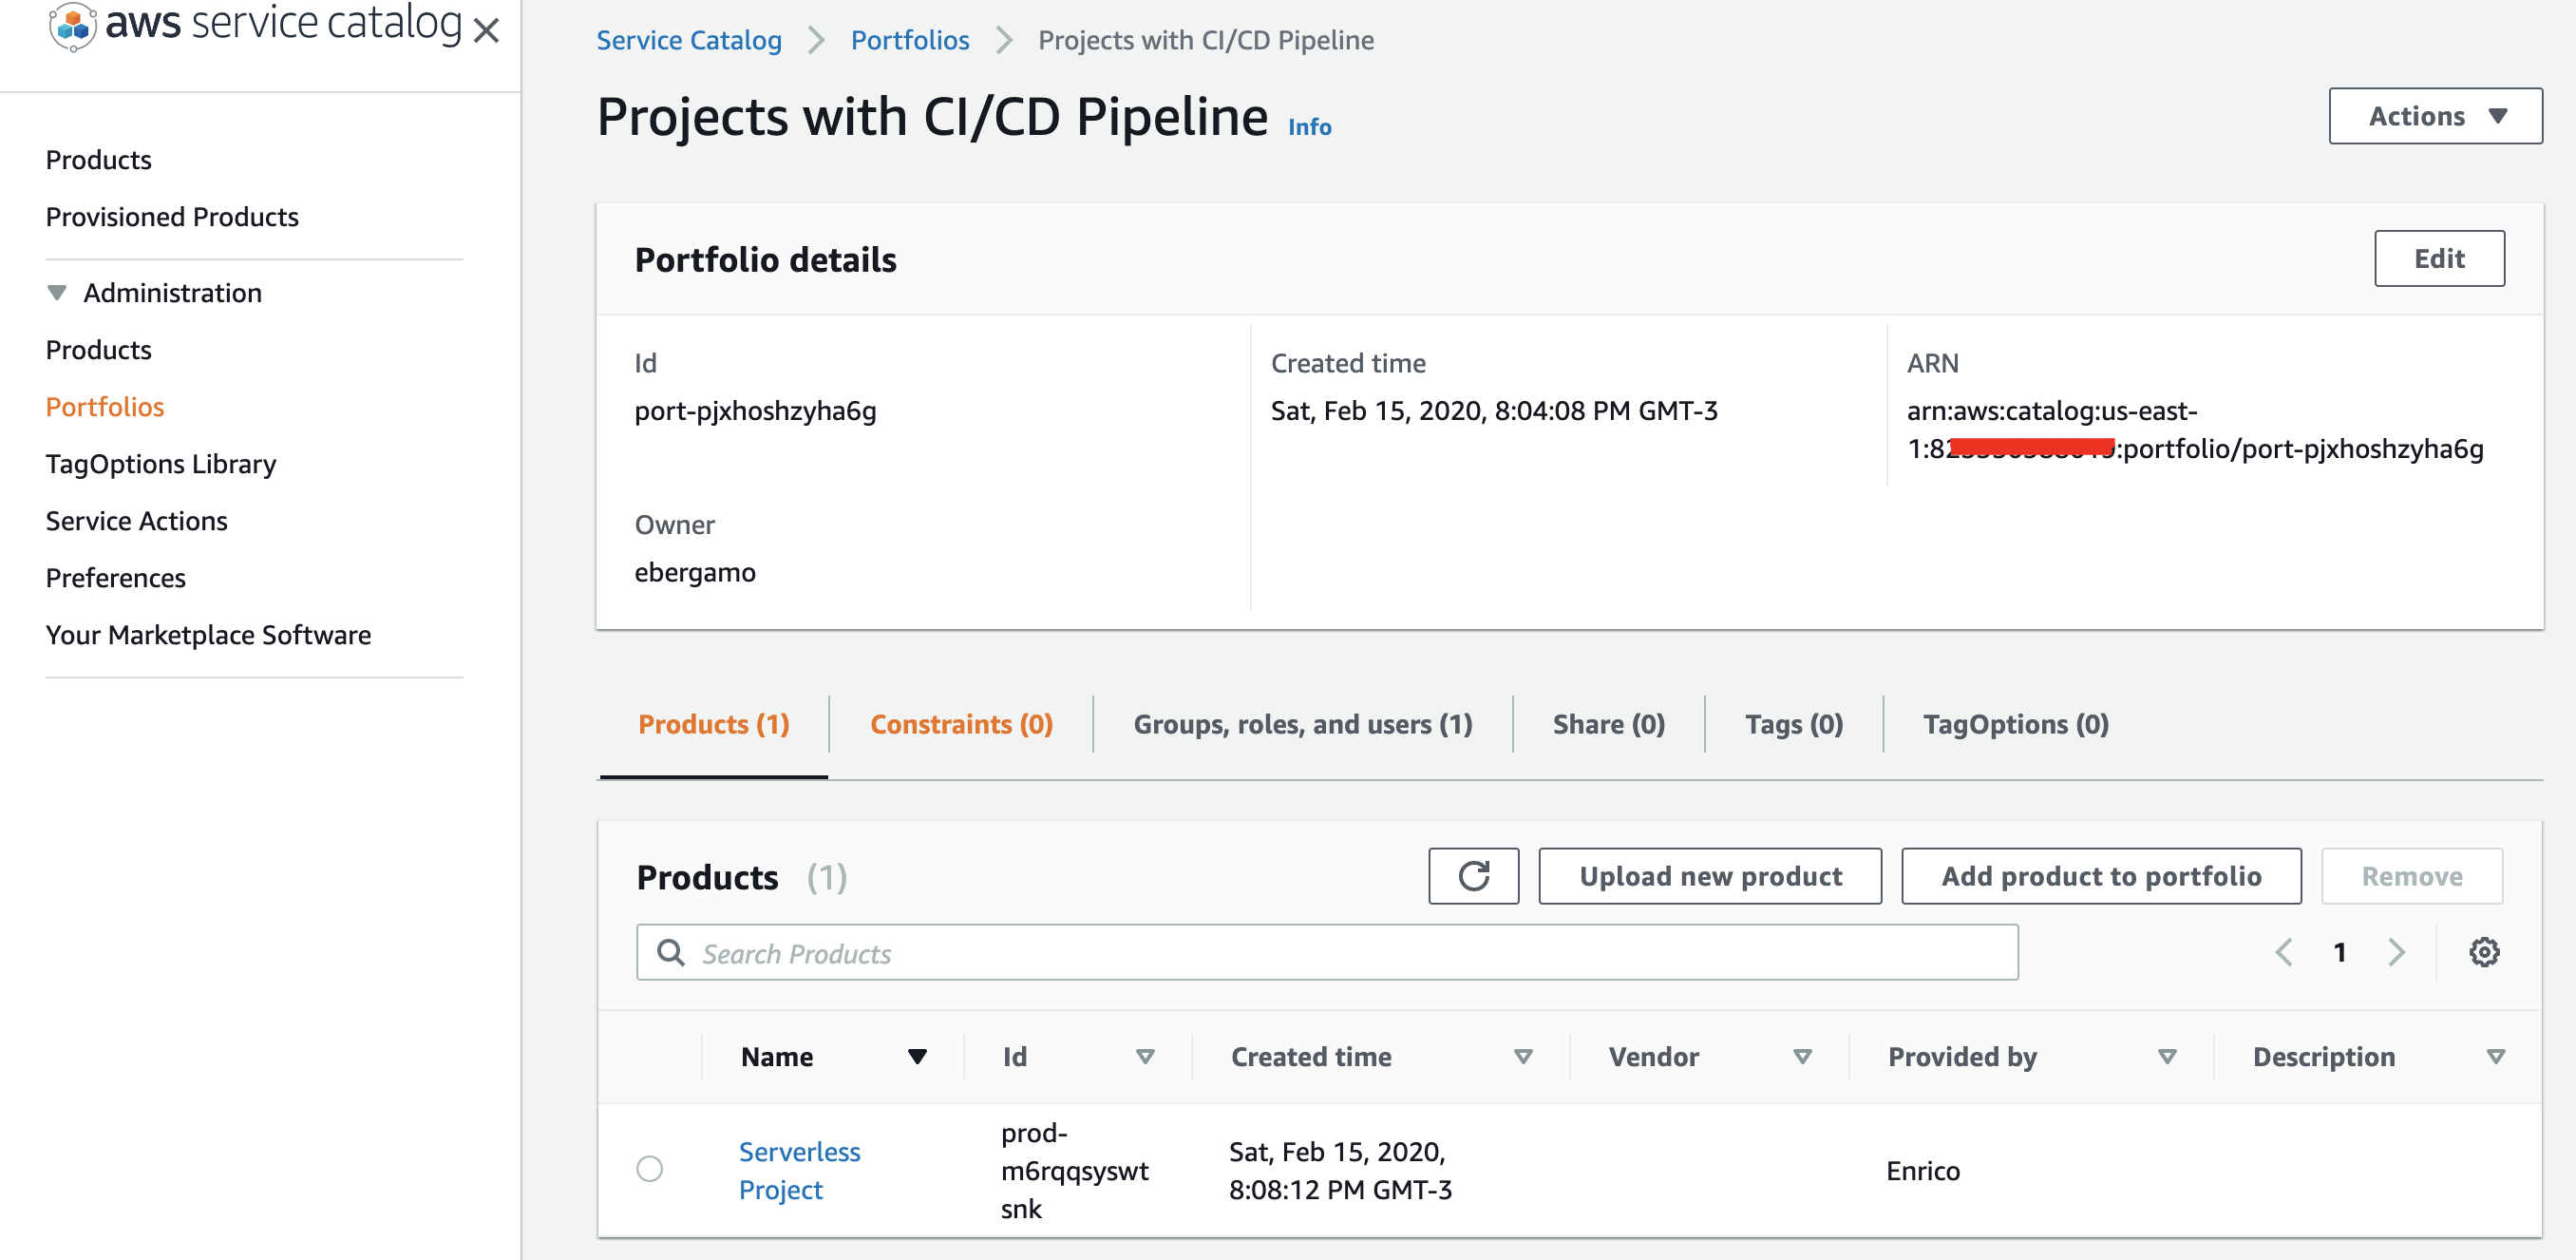 aws service catalog
Products
Provisioned Products
Administration
Products
Portfolios
TagOptions Library
Service Actions
Preferences
Your Marketplace Software
Service Catalog
Portfolios
Projects with CI/CD Pipeline
Projects with CI/CD Pipeline Info
Actions
Portfolio details
Edit
Id
port-pjxhoshzyha6g
Created time
Sat, Feb 15, 2020, 8:04:08 PM GMT-3
ARN
arn:aws:catalog:us-east-
1:82 :portfolio/port-pjxhoshzyha6g
Owner
ebergamo
Products (1)
Constraints (0)
Groups, roles, and users (1)
Share (0)
Tags (0)
TagOptions (0)
Products (1)
Upload new product
Add product to portfolio
Remove
Search Products
1
Name
Id
Created time
Vendor
Provided by
Description
Serverless
Project
prod-
m6rqqsyswt
snk
Sat, Feb 15, 2020,
8:08:12 PM GMT-3
Enrico